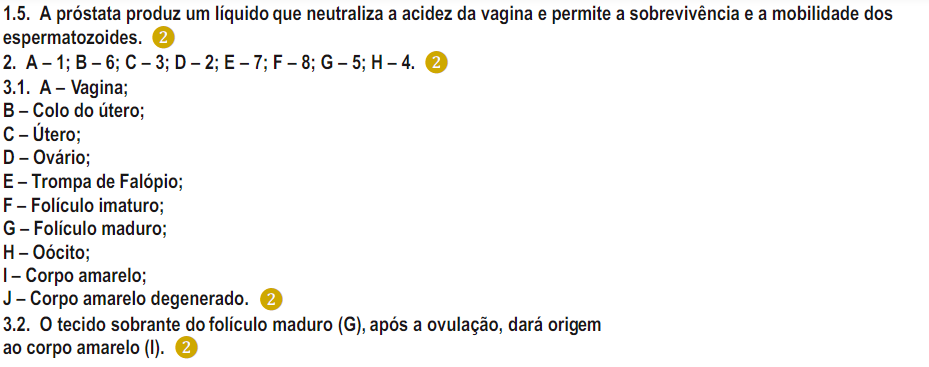 1.5. A próstata produz um líquido que neutraliza a acidez da vagina e permite a sobrevivência e a mobilidade dos
espermatozoides. 2
2. A – 1; B – 6; C – 3; D – 2; E – 7; F – 8; G – 5; H – 4. 2
3.1. A – Vagina;
B – Colo do útero;
C – Útero;
D – Ovário;
E – Trompa de Falópio;
F – Folículo imaturo;
G – Folículo maduro;
H – Oócito;
I – Corpo amarelo;
J – Corpo amarelo degenerado. 2
3.2. O tecido sobrante do folículo maduro (G), após a ovulação, dará origem
ao corpo amarelo (I). 2